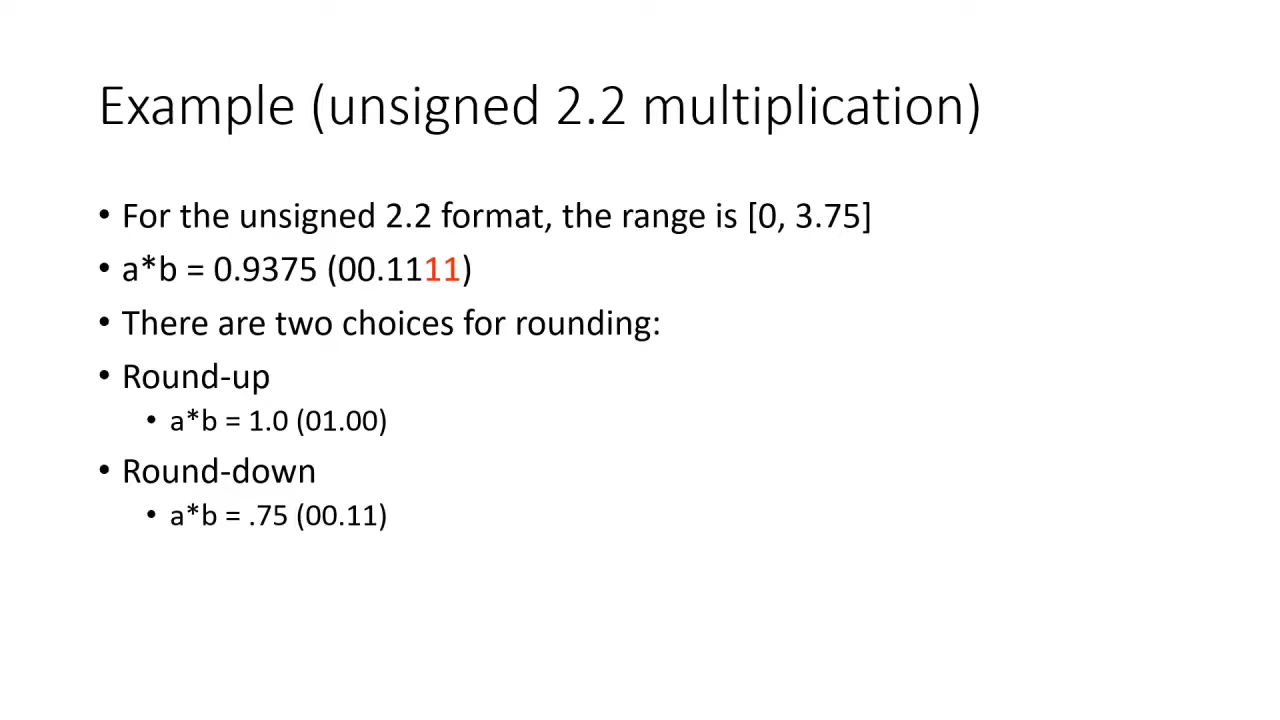 Example (unsigned 2.2 multiplication)
• For the unsigned 2.2 format, the range is [0, 3.75]
• a*b = 0.9375 (00.1111)
• There are two choices for rounding:
• Round-up
• a*b = 1.0 (01.00)
• Round-down
• a*b = .75 (00.11)